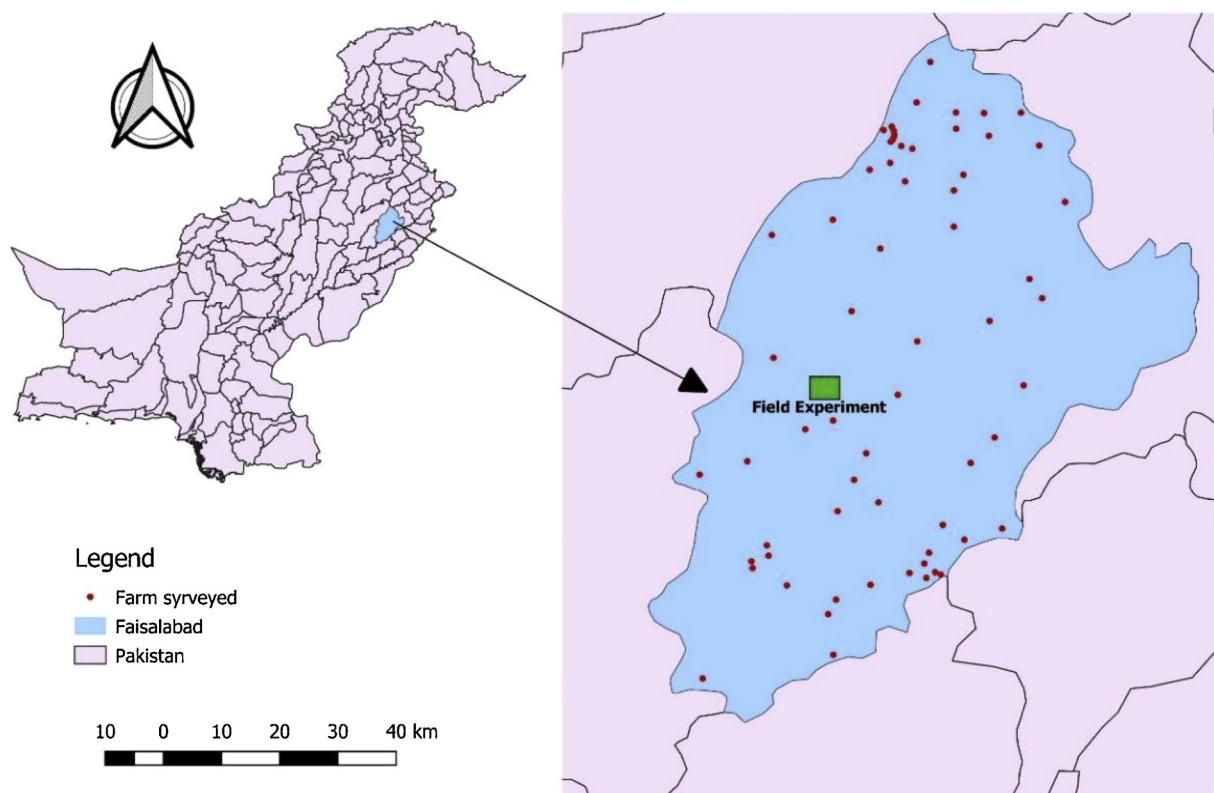 Field Experiment
Legend
Farm syrveyed
Faisalabad
Pakistan
10 0 10 20 30 40 km